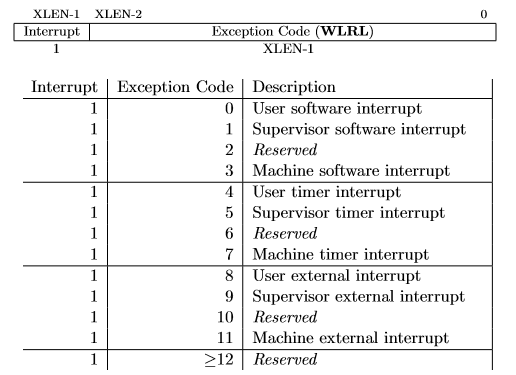 XLEN-1 XLEN-2 0
Interrupt Exception Code (WLRL)
1 XLEN-1
Interrupt Exception Code Description
1 0 User software interrupt
1 1 Supervisor software interrupt
1 2 Reserved
1 3 Machine software interrupt
1 4 User timer interrupt
1 5 Supervisor timer interrupt
1 6 Reserved
1 7 Machine timer interrupt
1 8 User external interrupt
1 9 Supervisor external interrupt
1 10 Reserved
1 11 Machine external interrupt
1 ≥12 Reserved